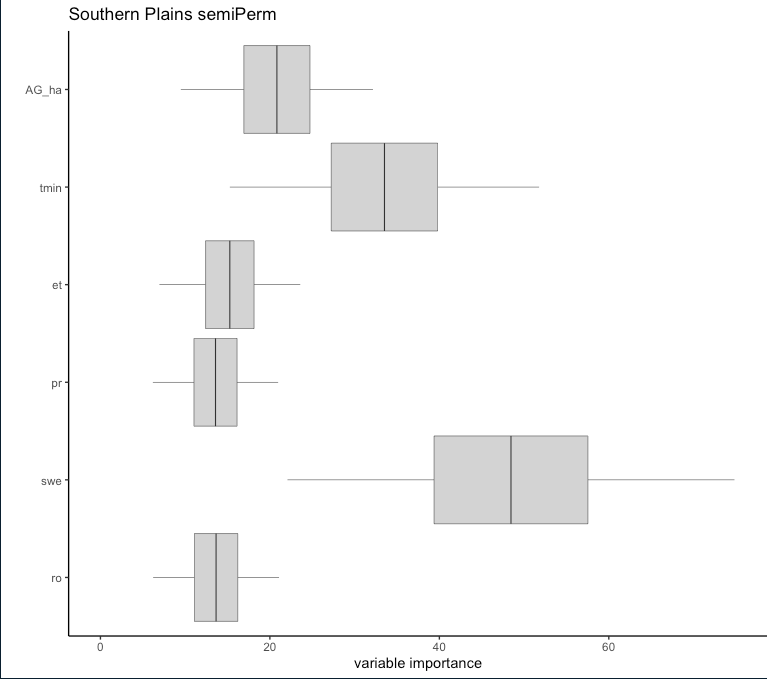 Southern Plains semiPerm
AG_ha
tmin
et
pr
swe
ro
0 20 40 60
variable importance